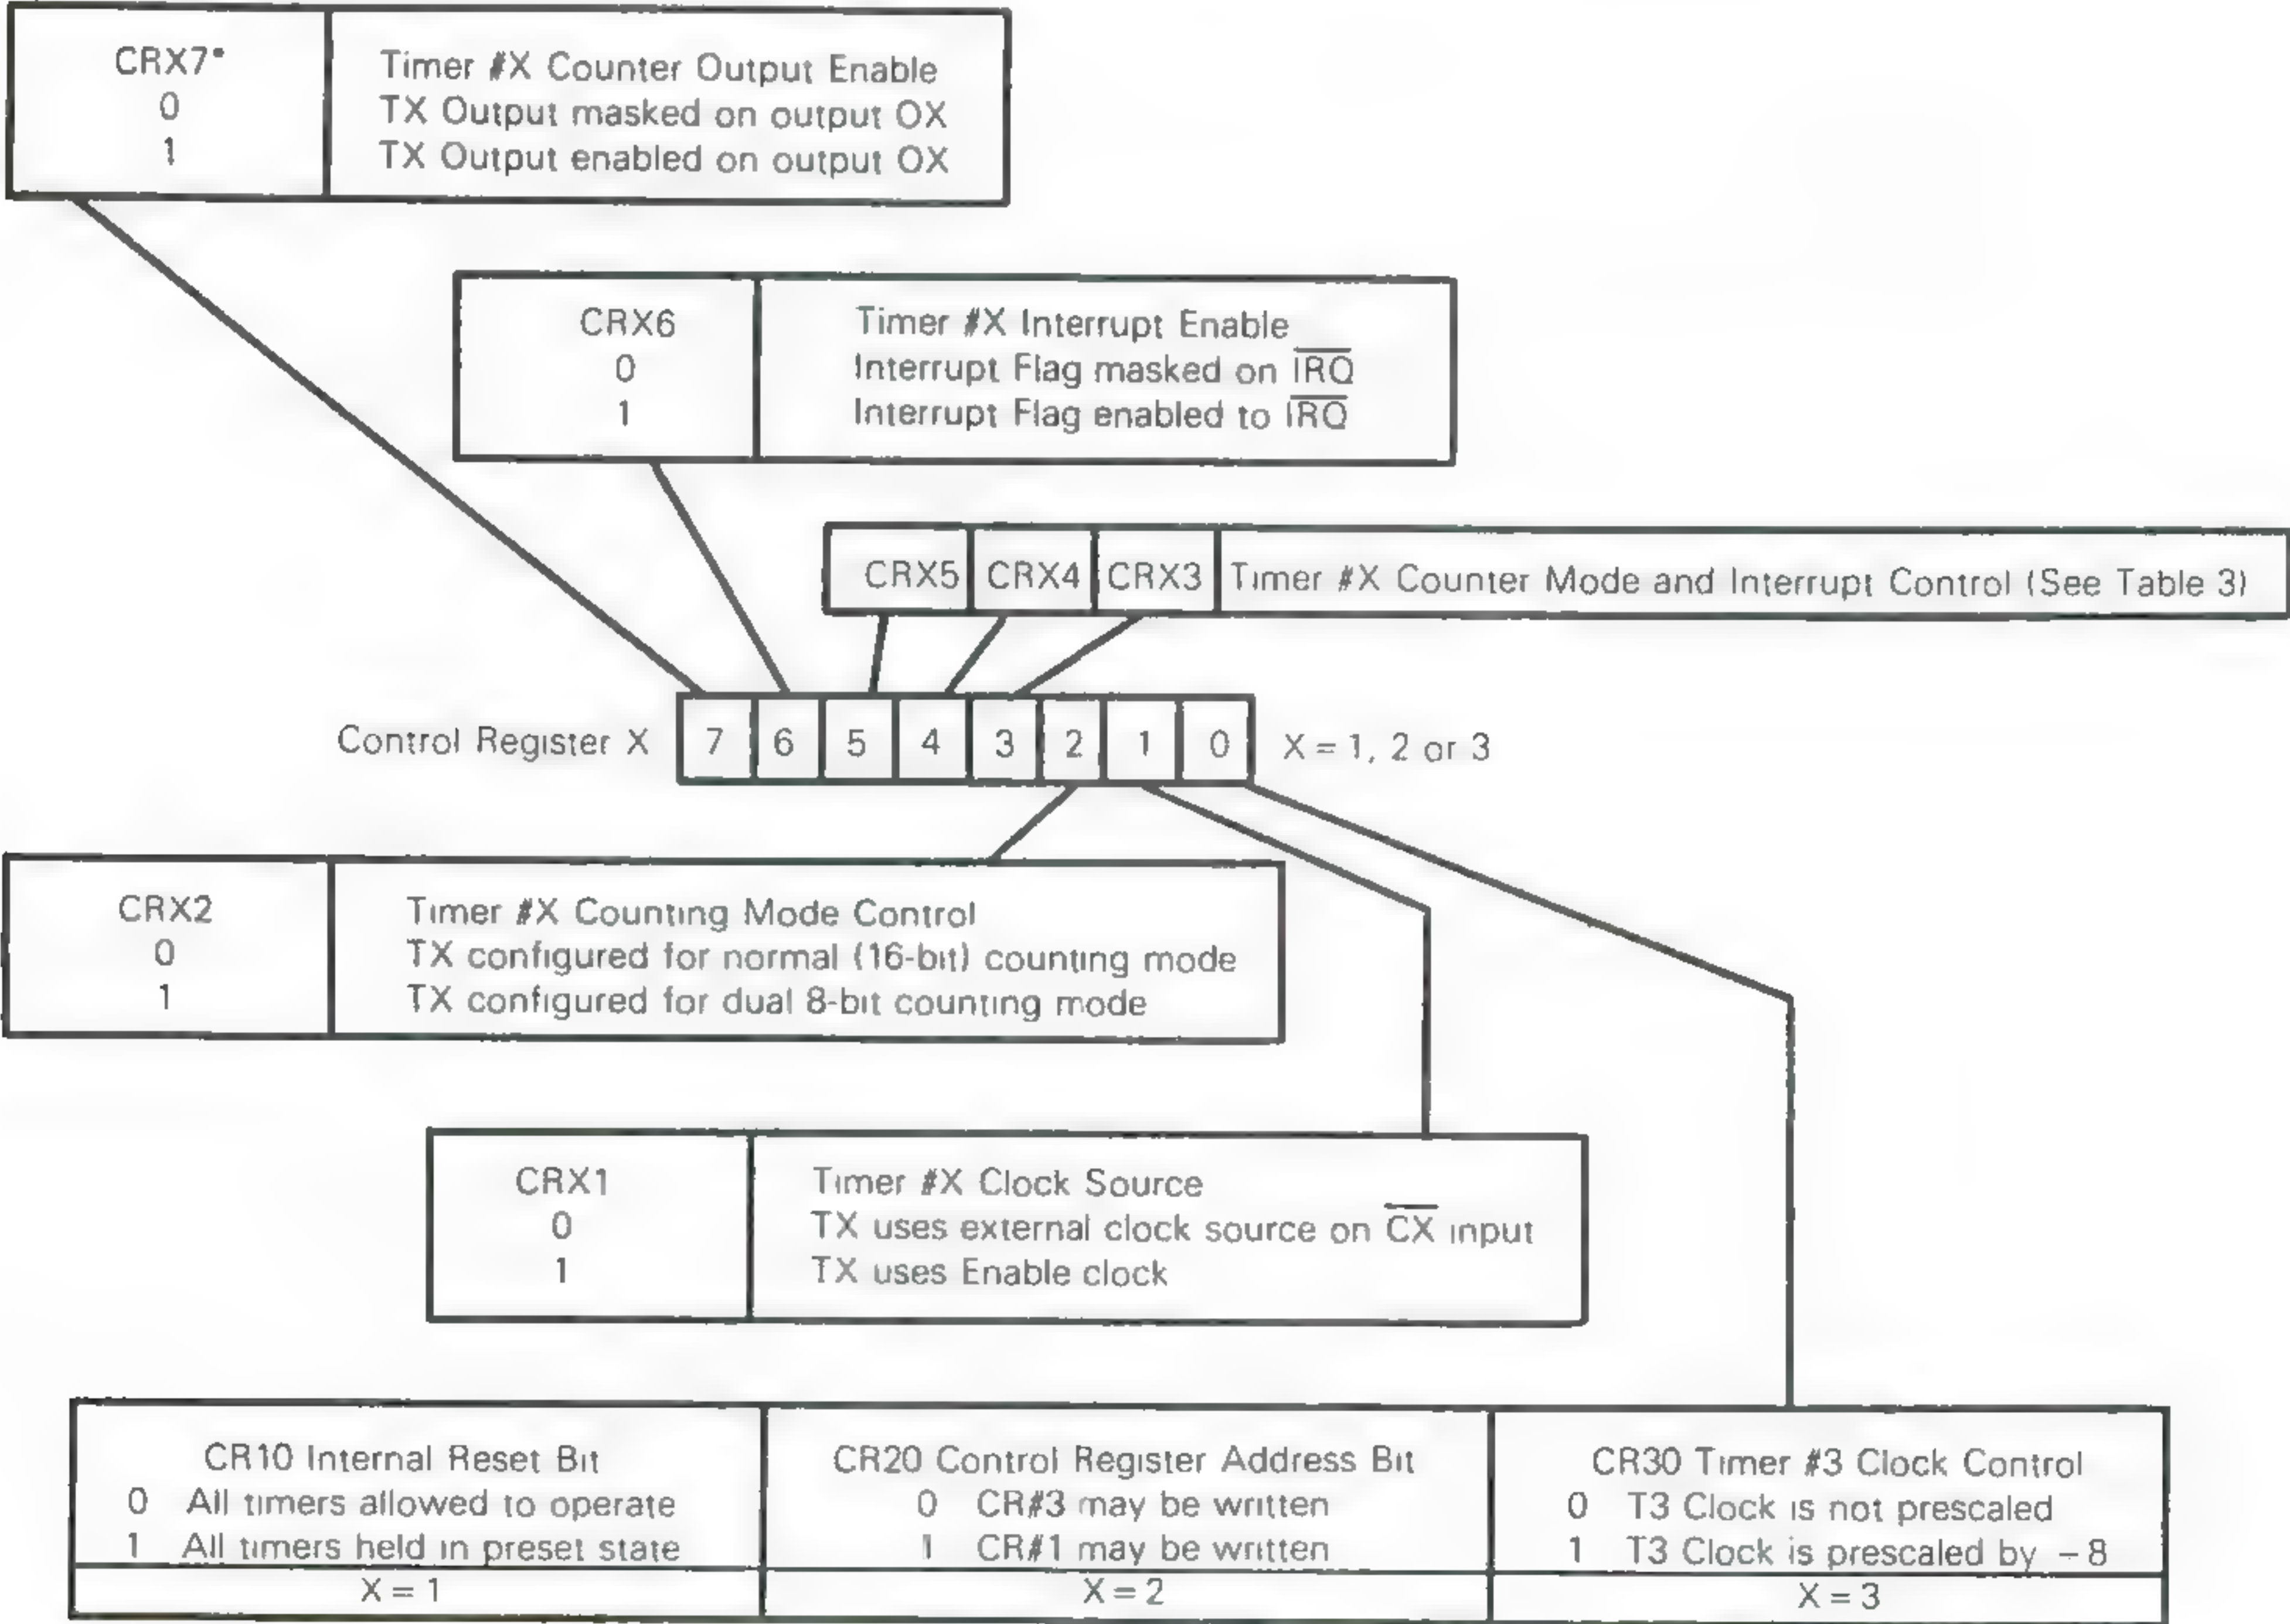 CRX7* Timer #X Counter Output Enable
0 TX Output masked on output OX
1 TX Output enabled on output OX
CRX6 Timer #X Interrupt Enable
0 Interrupt Flag masked on IRQ
1 Interrupt Flag enabled to IRQ
CRX5 CRX4 CRX3 Timer #X Counter Mode and Interrupt Control (See Table 3)
Control Register X 7 6 5 4 3 2 1 0 X = 1, 2 or 3
CRX2 Timer #X Counting Mode Control
0 TX configured for normal (16-bit) counting mode
1 TX configured for dual 8-bit counting mode
CRX1 Timer #X Clock Source
0 TX uses external clock source on CX input
1 TX uses Enable clock
CR10 Internal Reset Bit
0 All timers allowed to operate
1 All timers held in preset state
X = 1
CR20 Control Register Address Bit
0 CR#3 may be written
1 CR#1 may be written
X = 2
CR30 Timer #3 Clock Control
0 T3 Clock is not prescaled
1 T3 Clock is prescaled by – 8
X = 3